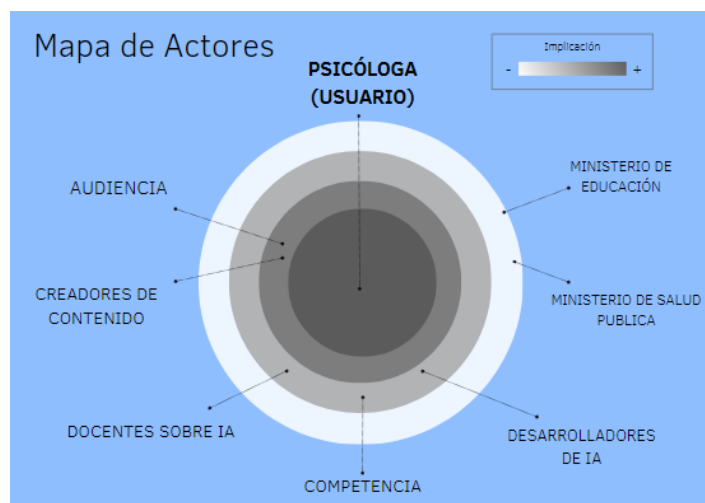 Mapa de Actores
Implicación
- +
PSICÓLOGA
(USUARIO)
AUDIENCIA
MINISTERIO DE
EDUCACIÓN
CREADORES DE
CONTENIDO
MINISTERIO DE SALUD
PUBLICA
DOCENTES SOBRE IA
DESARROLLADORES
DE IA
COMPETENCIA